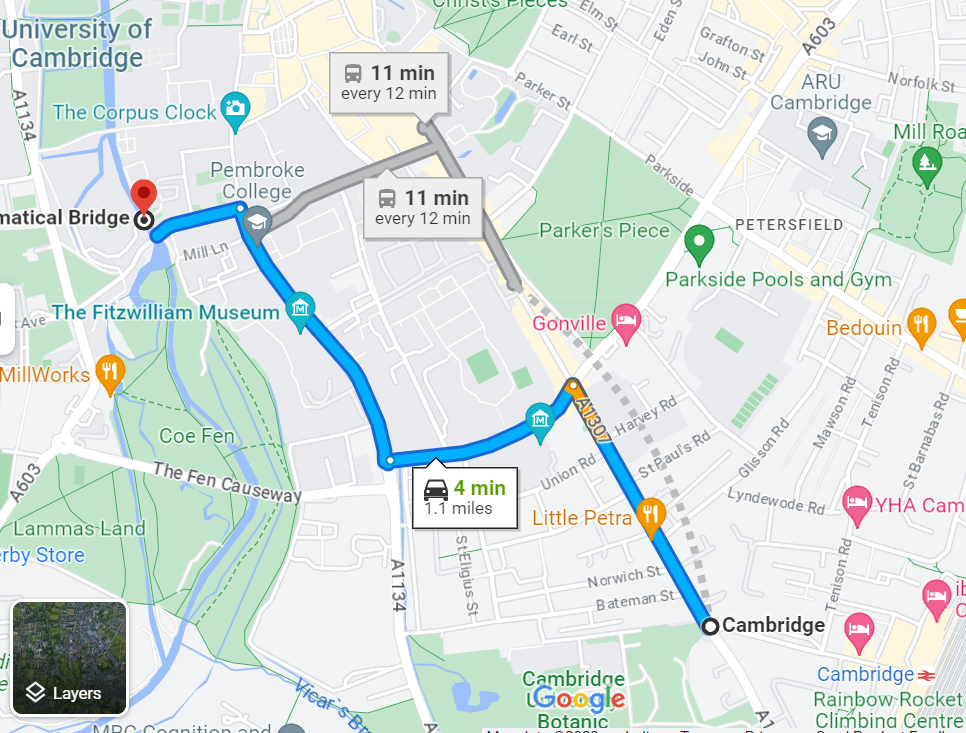 Christ's Pieces
University of
Cambridge
Elm St
Earl St
Eden S
Grafton St
John St
A603
ARU
Cambridge
Norfolk St
11 min
every 12 min
Parker St
A1134
The Corpus Clock
Mill Roa
Pembroke
College
Parkside
11 min
every 12 min
matical Bridge
Parker's Piece
PETERSFIELD
Mill Ln
Parkside Pools and Gym
The Fitzwilliam Museum
Ave
Gonville
Bedouin
MillWorks
Tenison Rd
Mawson Rd
St Barnabas Rd
A1307
Harvey Rd
Coe Fen
St Paul's Rd
Glisson Rd
Union Rd
A603
The Fen Causeway
4 min
1.1 miles
Lyndewode Rd
YHA Cam
Lammas Land
Little Petra
erby Store
St Eligius St
Tenison Rd
A1134
Norwich St
Bateman St
Cambridge
Layers
Cambridge
Google
Botanic
Cambridge
Rainbow Rocket
Climbing Centre
Vicar's Br
MRC Cognition and